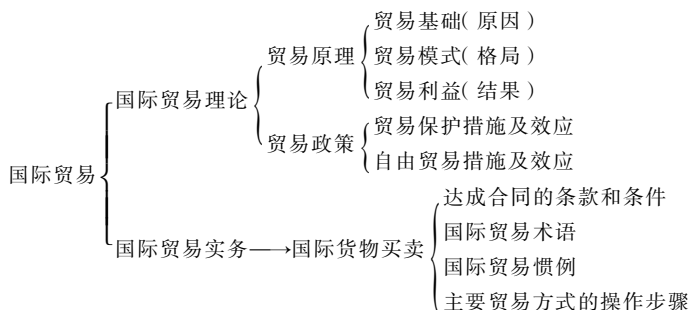 贸易基础(原因)
贸易原理
贸易模式(格局)
贸易利益(结果)
国际贸易理论
贸易保护措施及效应
贸易政策
自由贸易措施及效应
国际贸易
达成合同的条款和条件
国际贸易术语
国际贸易实务→国际货物买卖
国际贸易惯例
主要贸易方式的操作步骤